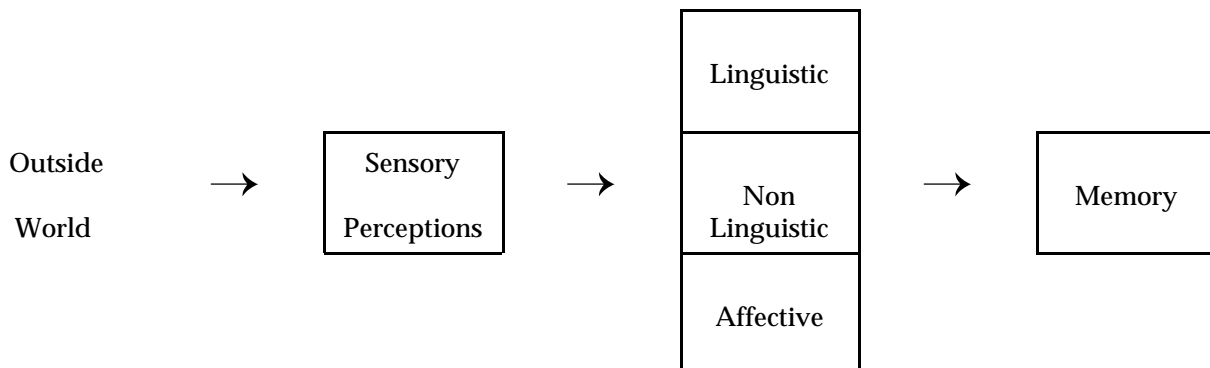 Outside
World
Sensory
Perceptions
Linguistic
Non
Linguistic
Affective
Memory